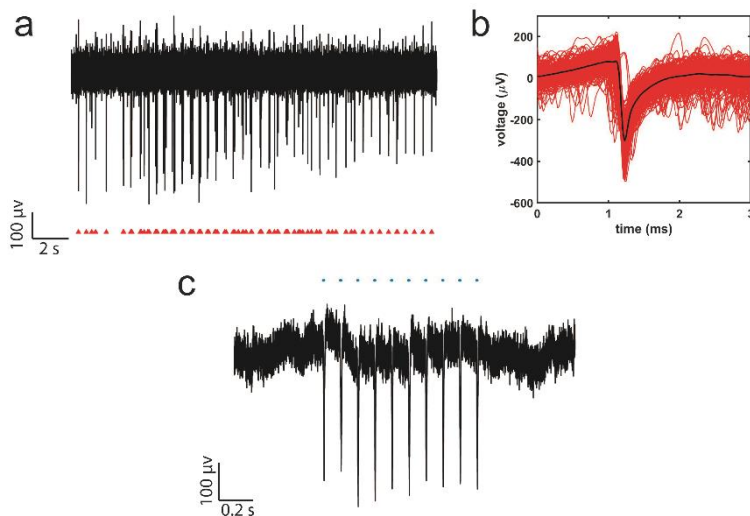 a
100 µv
2 s
b
voltage (µV)
200
0
-200
-400
-600
0
1
2
3
time (ms)
c
100 µv
0.2 s